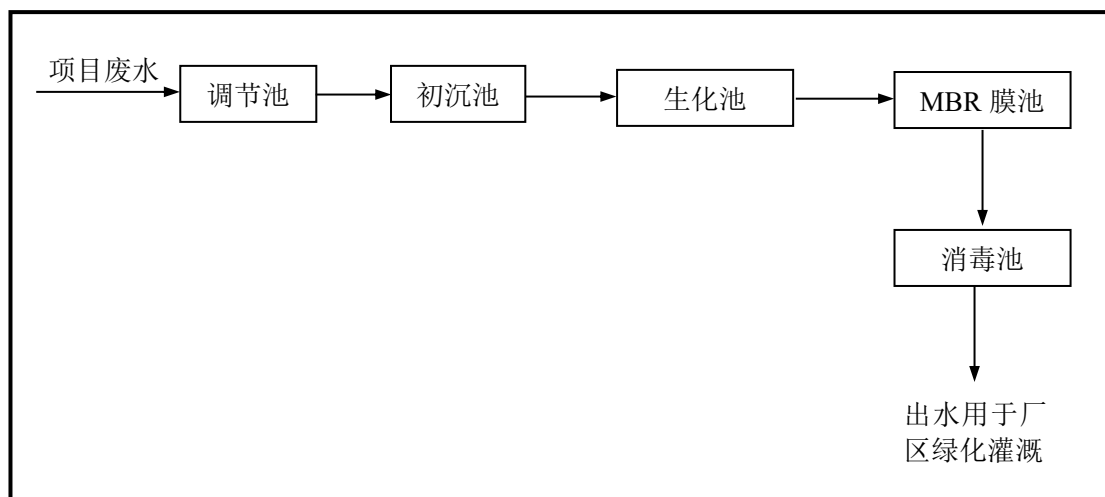 项目废水
调节池
初沉池
生化池
MBR 膜池
消毒池
出水用于厂
区绿化灌溉